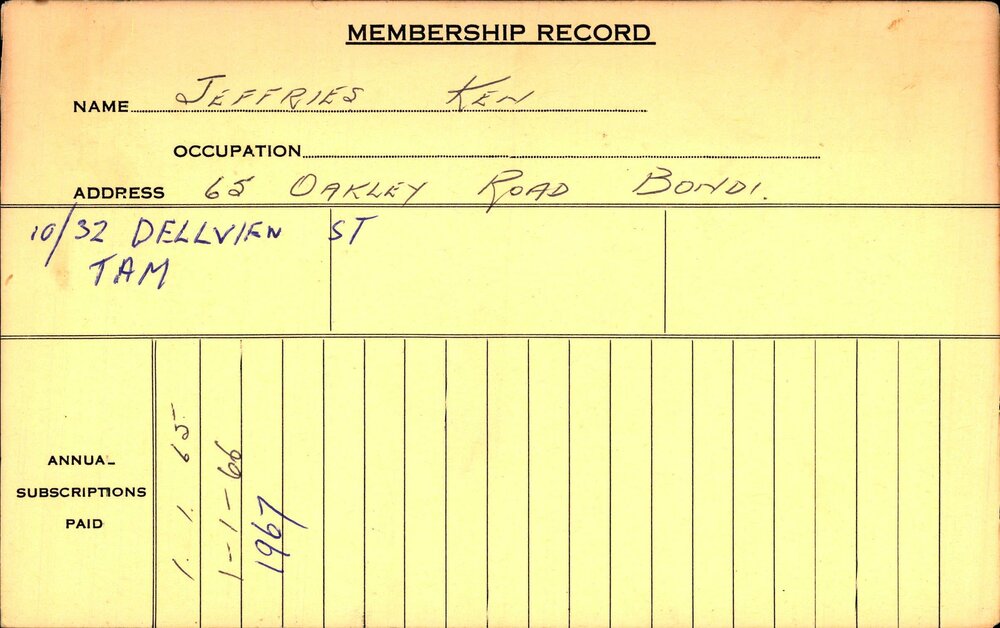 MEMBERSHIP RECORD
NAME JEFFRIES KEN
OCCUPATION
ADDRESS 65 OAKLEY ROAD BONDI.
10/32 DELLVIEN ST
TAM
ANNUAL
SUBSCRIPTIONS
PAID
1. 1. 65
1-1-66
1967